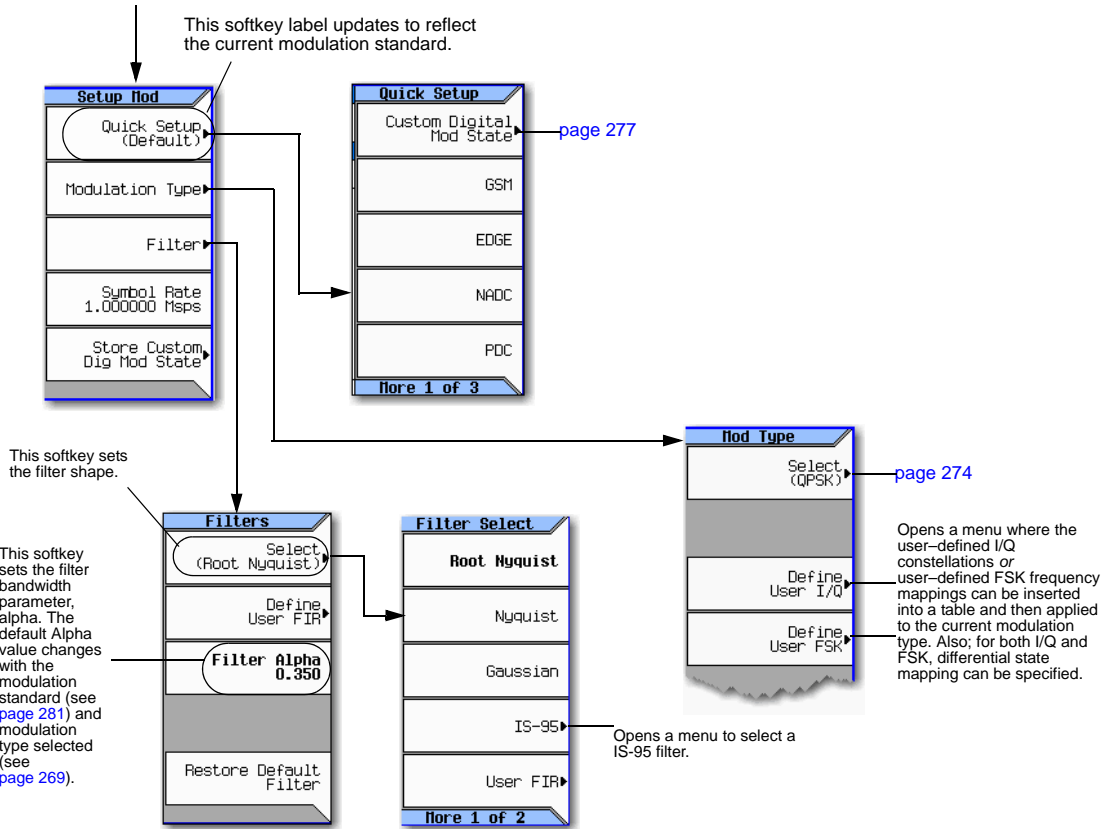 This softkey label updates to reflect
the current modulation standard.
Setup Mod
Quick Setup
(Default)
Modulation Type
Filter
Symbol Rate
1.000000 Msps
Store Custom
Dig Mod State
Quick Setup
Custom Digital
Mod State
page 277
GSM
EDGE
NADC
PDC
More 1 of 3
This softkey sets
the filter shape.
This softkey
sets the filter
bandwidth
parameter,
alpha. The
default Alpha
value changes
with the
modulation
standard (see
page 281) and
modulation
type selected
(see
page 269).
Filters
Select
(Root Nyquist)
Define
User FIR
Filter Alpha
0.350
Restore Default
Filter
Filter Select
Root Nyquist
Nyquist
Gaussian
IS-95
User FIR
More 1 of 2
Opens a menu to select a
IS-95 filter.
Mod Type
Select
(QPSK)
page 274
Define
User I/Q
Define
User FSK
Opens a menu where the
user–defined I/Q
constellations or
user–defined FSK frequency
mappings can be inserted
into a table and then applied
to the current modulation
type. Also; for both I/Q and
FSK, differential state
mapping can be specified.